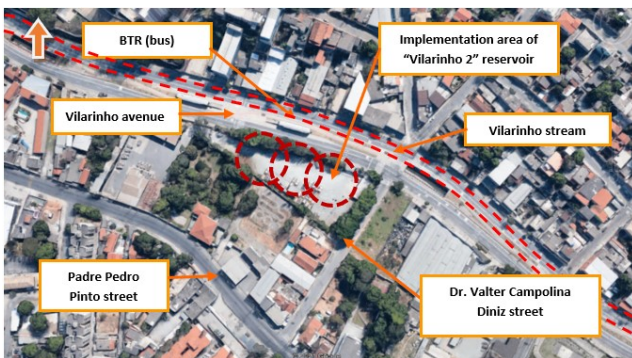 BTR (bus)
Implementation area of
“Vilarinho 2” reservoir
Vilarinho avenue
Vilarinho stream
Padre Pedro
Pinto street
Dr. Valter Campolina
Diniz street